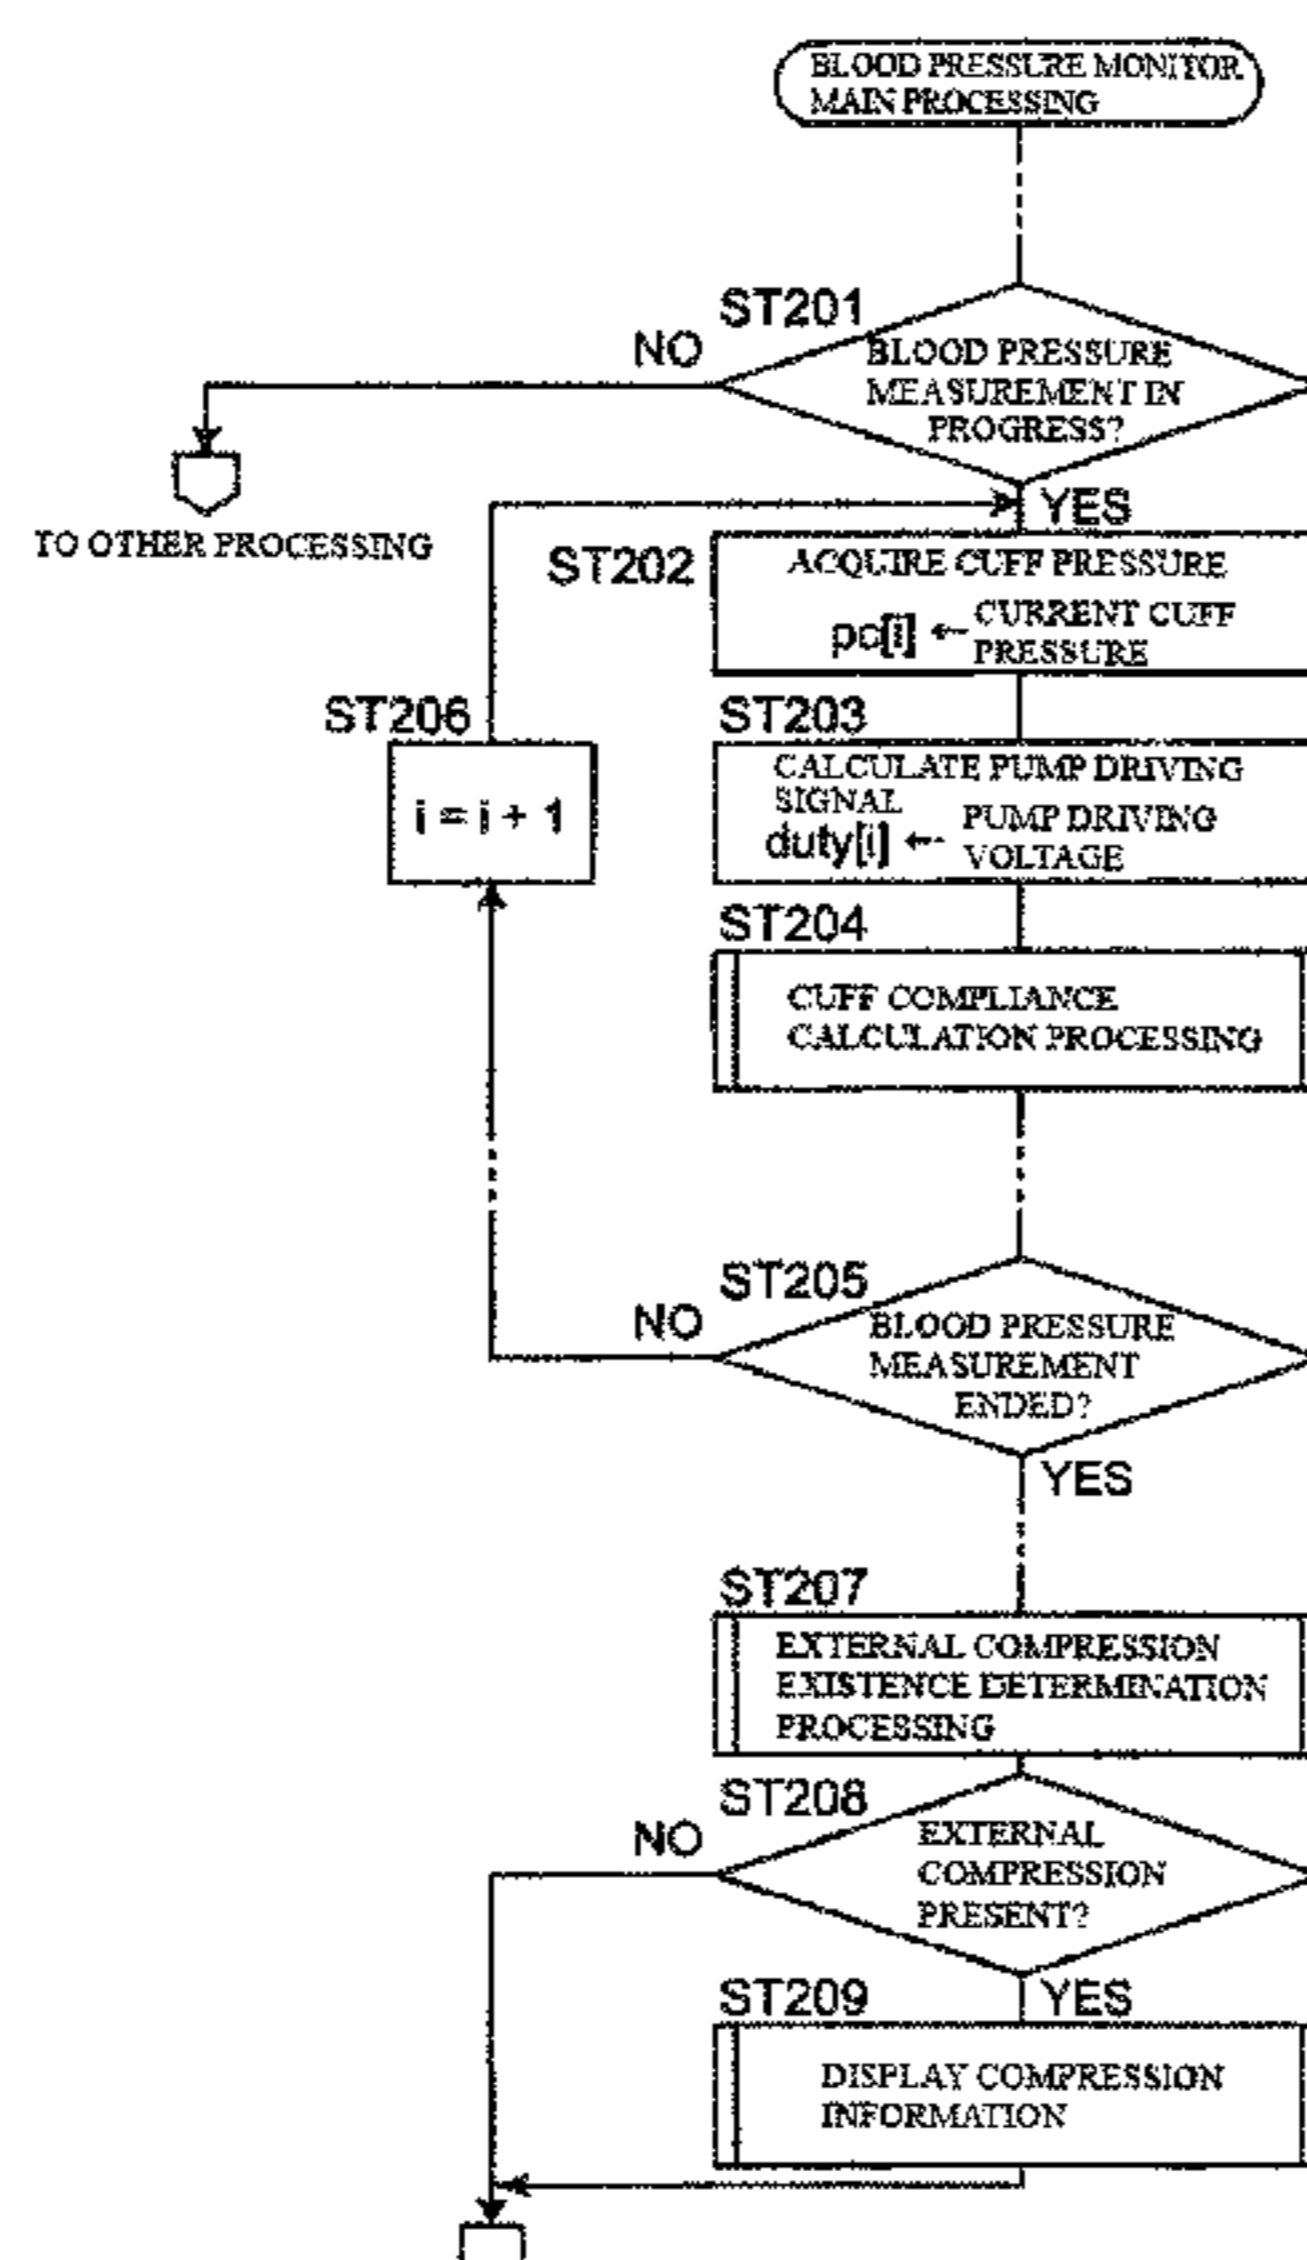 BLOOD PRESSURE MONITOR
MAIN PROCESSING
ST201
NO
BLOOD PRESSURE
MEASUREMENT IN
PROGRESS?
YES
TO OTHER PROCESSING
ST202
ACQUIRE CUFF PRESSURE
pc[i] ← CURRENT CUFF
PRESSURE
ST206
i = i + 1
ST203
CALCULATE PUMP DRIVING
SIGNAL
duty[i] ← PUMP DRIVING
VOLTAGE
ST204
CUFF COMPLIANCE
CALCULATION PROCESSING
ST205
NO
BLOOD PRESSURE
MEASUREMENT
ENDED?
YES
ST207
EXTERNAL COMPRESSION
EXISTENCE DETERMINATION
PROCESSING
ST208
NO
EXTERNAL
COMPRESSION
PRESENT?
YES
ST209
DISPLAY COMPRESSION
INFORMATION